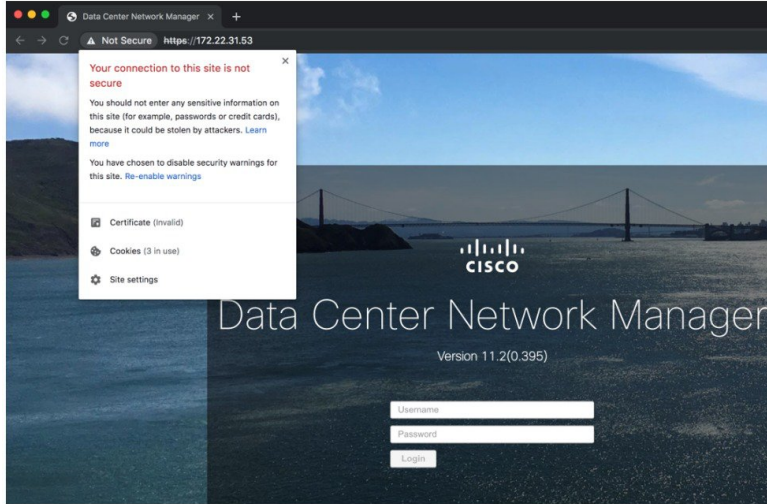 Data Center Network Manager
Not Secure https://172.22.31.53
Your connection to this site is not
secure
You should not enter any sensitive information on
this site (for example, passwords or credit cards),
because it could be stolen by attackers. Learn
more
You have chosen to disable security warnings for
this site. Re-enable warnings
Certificate (Invalid)
Cookies (3 in use)
Site settings
CISCO
Data Center Network Manager
Version 11.2(0.395)
Username
Password
Login